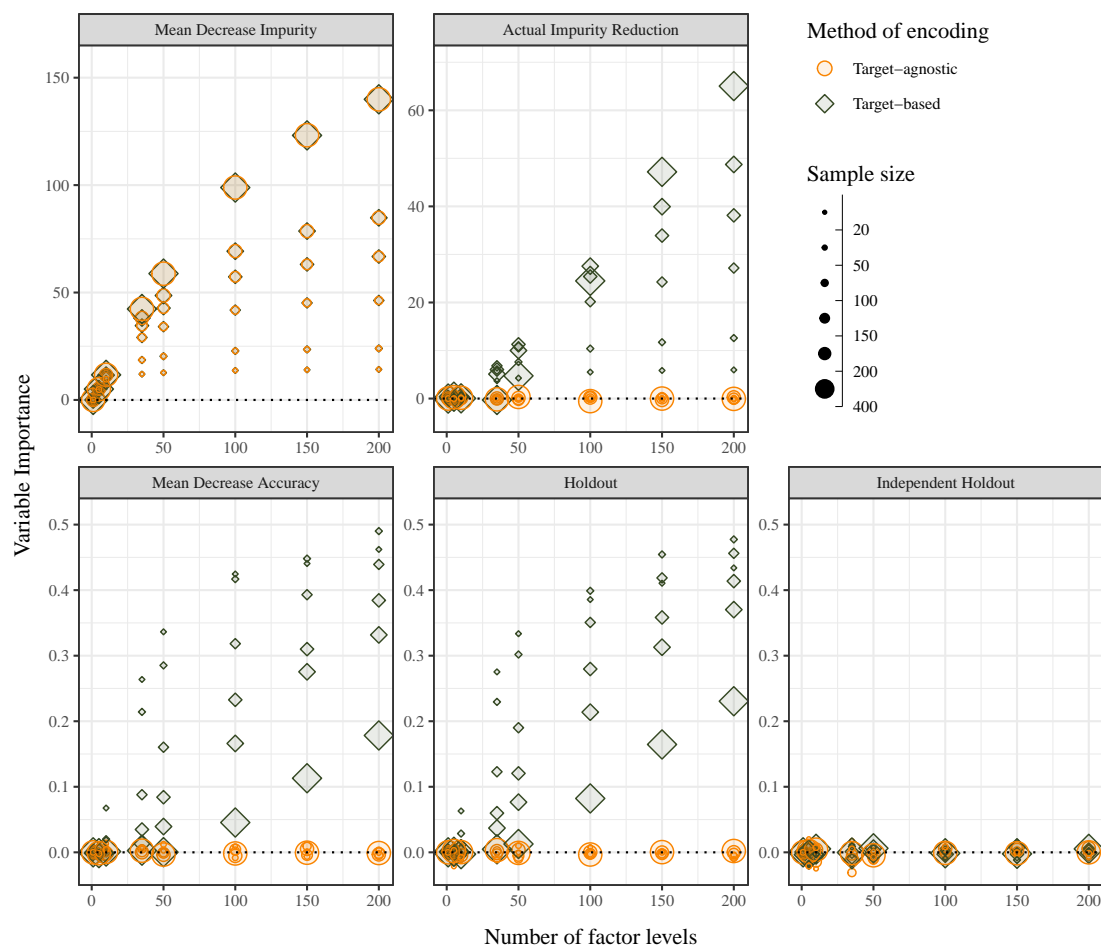 Mean Decrease Impurity
Actual Impurity Reduction
Method of encoding
Target−agnostic
Target−based
Sample size
20
50
100
150
200
400
150
100
50
0
60
40
20
0
0 50 100 150 200
0 50 100 150 200
Variable Importance
Mean Decrease Accuracy
Holdout
Independent Holdout
0.5
0.4
0.3
0.2
0.1
0.0
0.5
0.4
0.3
0.2
0.1
0.0
0.5
0.4
0.3
0.2
0.1
0.0
0 50 100 150 200
0 50 100 150 200
0 50 100 150 200
Number of factor levels